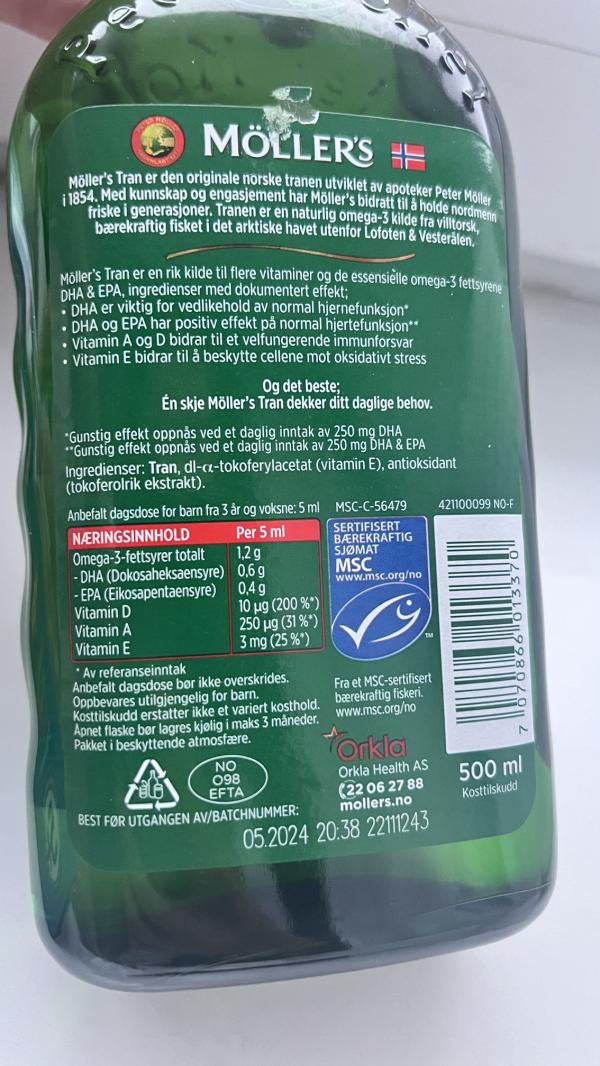 MÖLLER'S
Möller's Tran er den originale norske tranen utviklet av apoteker Peter Möller
i 1854. Med kunnskap og engasjement har Möller's bidratt til å holde nordmenn
friske i generasjoner. Tranen er en naturlig omega-3 kilde fra villtorsk,
bærekraftig fisket i det arktiske havet utenfor Lofoten & Vesterålen.
Möller's Tran er en rik kilde til flere vitaminer og de essensielle omega-3 fettsyrene
DHA & EPA, ingredienser med dokumentert effekt;
• DHA er viktig for vedlikehold av normal hjernefunksjon*
• DHA og EPA har positiv effekt på normal hjertefunksjon**
• Vitamin A og D bidrar til et velfungerende immunforsvar
• Vitamin E bidrar til å beskytte cellene mot oksidativt stress
Og det beste;
Én skje Möller's Tran dekker ditt daglige behov.
*Gunstig effekt oppnås ved et daglig inntak av 250 mg DHA
**Gunstig effekt oppnås ved et daglig inntak av 250 mg DHA & EPA
Ingredienser: Tran, dl-α-tokoferylacetat (vitamin E), antioksidant
(tokoferolrik ekstrakt).
Anbefalt dagsdose for barn fra 3 år og voksne: 5 ml
NÆRINGSINNHOLD Per 5 ml
Omega-3-fettsyrer totalt 1,2 g
- DHA (Dokosaheksaensyre) 0,6 g
- EPA (Eikosapentaensyre) 0,4 g
Vitamin D 10 µg (200 %*)
Vitamin A 250 µg (31 %*)
Vitamin E 3 mg (25 %*)
* Av referanseinntak
Anbefalt dagsdose bør ikke overskrides.
Oppbevares utilgjengelig for barn.
Kosttilskudd erstatter ikke et variert kosthold.
Åpnet flaske bør lagres kjølig i maks 3 måneder.
Pakket i beskyttende atmosfære.
MSC-C-56479
SERTIFISERT
BÆREKRAFTIG
SJØMAT
MSC
www.msc.org/no
TM
Fra et MSC-sertifisert
bærekraftig fiskeri.
www.msc.org/no
421100099 NO-F
7 070866 013370
NO
098
EFTA
Orkla
Orkla Health AS
22 06 27 88
mollers.no
500 ml
Kosttilskudd
BEST FØR UTGANGEN AV/BATCHNUMMER:
05.2024 20:38 22111243